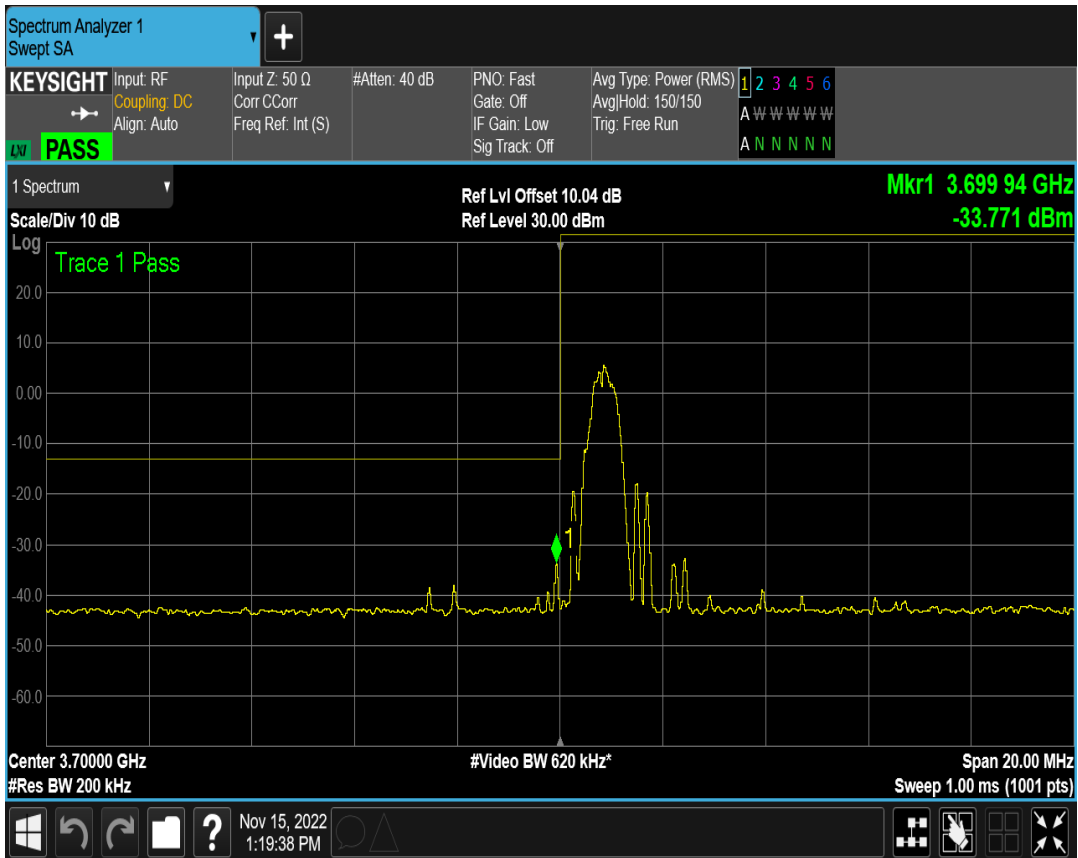 Spectrum Analyzer 1
Swept SA
+
KEYSIGHT
LXI
PASS
Input: RF
Coupling: DC
Align: Auto
Input Z: 50 Ω
Corr CCorr
Freq Ref: Int (S)
#Atten: 40 dB
PNO: Fast
Gate: Off
IF Gain: Low
Sig Track: Off
Avg Type: Power (RMS)
Avg|Hold: 150/150
Trig: Free Run
1 2 3 4 5 6
A W W W W W
A N N N N N
1 Spectrum
Scale/Div 10 dB
Ref Lvl Offset 10.04 dB
Ref Level 30.00 dBm
Mkr1 3.699 94 GHz
-33.771 dBm
Log
Trace 1 Pass
20.0
10.0
0.00
-10.0
-20.0
-30.0
1
-40.0
-50.0
-60.0
Center 3.70000 GHz
#Video BW 620 kHz*
Span 20.00 MHz
#Res BW 200 kHz
Sweep 1.00 ms (1001 pts)
?
Nov 15, 2022
1:19:38 PM